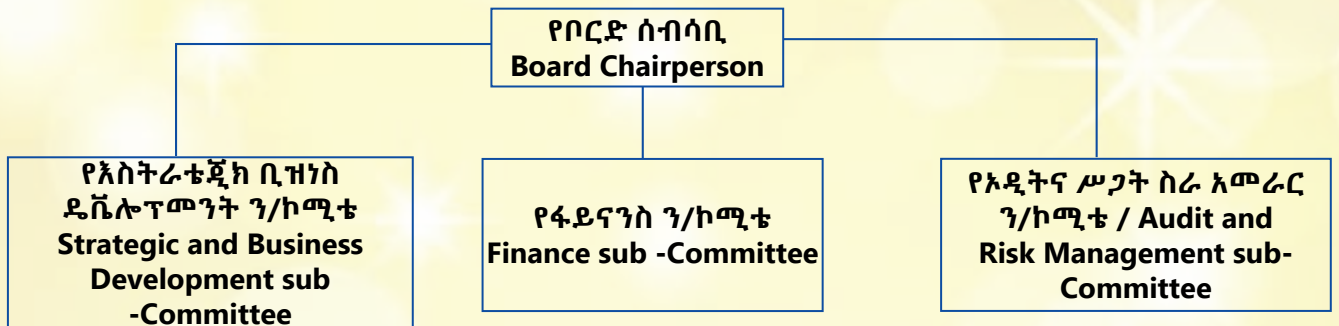 የቦርድ ሰብሳቢ
Board Chairperson
የእስትራቴጂክ ቢዝነስ
ዴቨሎፕመንት ን/ኮሚቴ
Strategic and Business
Development sub
-Committee
የፋይናንስ ን/ኮሚቴ
Finance sub -Committee
የኦዲትና ሥጋት ስራ አመራር
ን/ኮሚቴ / Audit and
Risk Management sub-
Committee